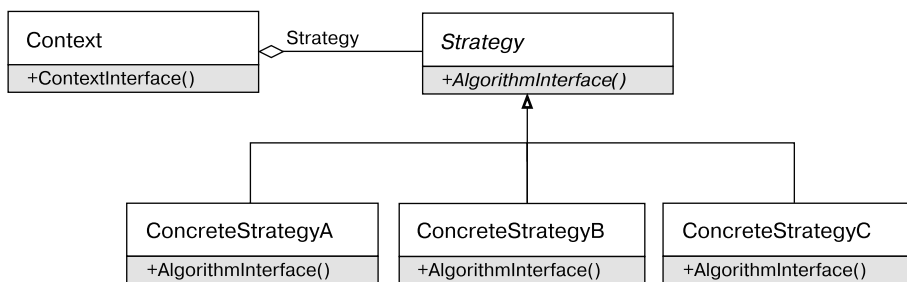 Context
+ContextInterface()
Strategy
Strategy
+AlgorithmInterface()
ConcreteStrategyA
+AlgorithmInterface()
ConcreteStrategyB
+AlgorithmInterface()
ConcreteStrategyC
+AlgorithmInterface()